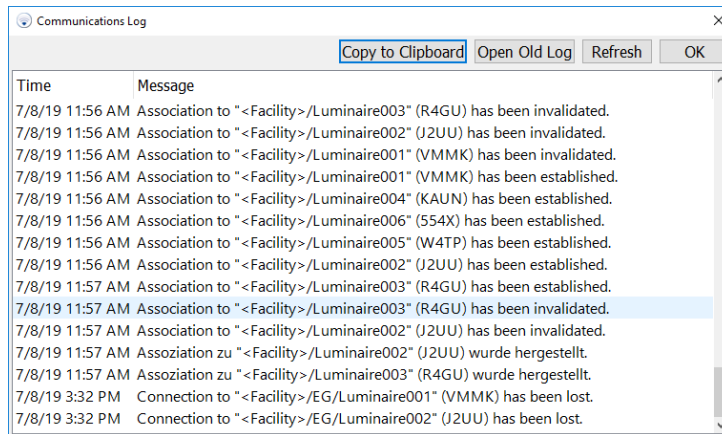 Communications Log
Copy to Clipboard Open Old Log Refresh OK
Time Message
7/8/19 11:56 AM Association to "<Facility>/Luminaire003" (R4GU) has been invalidated.
7/8/19 11:56 AM Association to "<Facility>/Luminaire002" (J2UU) has been invalidated.
7/8/19 11:56 AM Association to "<Facility>/Luminaire001" (VMMK) has been invalidated.
7/8/19 11:56 AM Association to "<Facility>/Luminaire001" (VMMK) has been established.
7/8/19 11:56 AM Association to "<Facility>/Luminaire004" (KAUN) has been established.
7/8/19 11:56 AM Association to "<Facility>/Luminaire006" (554X) has been established.
7/8/19 11:56 AM Association to "<Facility>/Luminaire005" (W4TP) has been established.
7/8/19 11:56 AM Association to "<Facility>/Luminaire002" (J2UU) has been established.
7/8/19 11:57 AM Association to "<Facility>/Luminaire003" (R4GU) has been established.
7/8/19 11:57 AM Association to "<Facility>/Luminaire003" (R4GU) has been invalidated.
7/8/19 11:57 AM Association to "<Facility>/Luminaire002" (J2UU) has been invalidated.
7/8/19 11:57 AM Assoziation zu "<Facility>/Luminaire002" (J2UU) wurde hergestellt.
7/8/19 11:57 AM Assoziation zu "<Facility>/Luminaire003" (R4GU) wurde hergestellt.
7/8/19 3:32 PM Connection to "<Facility>/EG/Luminaire001" (VMMK) has been lost.
7/8/19 3:32 PM Connection to "<Facility>/EG/Luminaire002" (J2UU) has been lost.